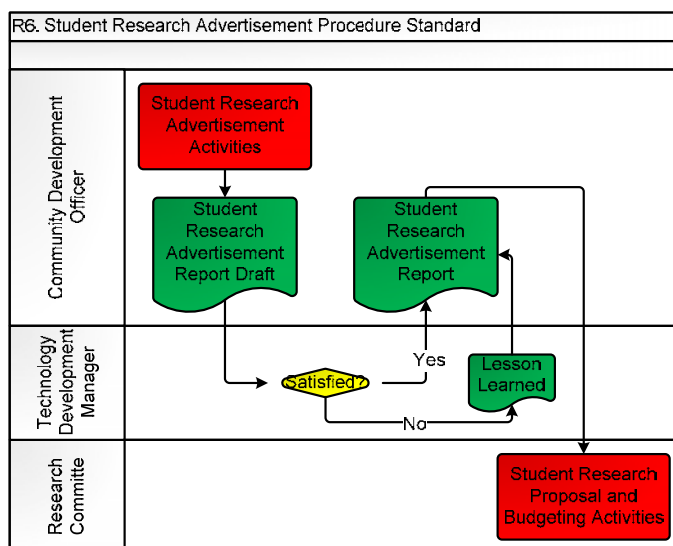 R6. Student Research Advertisement Procedure Standard
Community Development
Officer
Student Research
Advertisement
Activities
Student
Research
Advertisement
Report Draft
Student
Research
Advertisement
Report
Technology
Development
Manager
Satisfied?
Yes
No
Lesson
Learned
Research
Committe
Student Research
Proposal and
Budgeting Activities